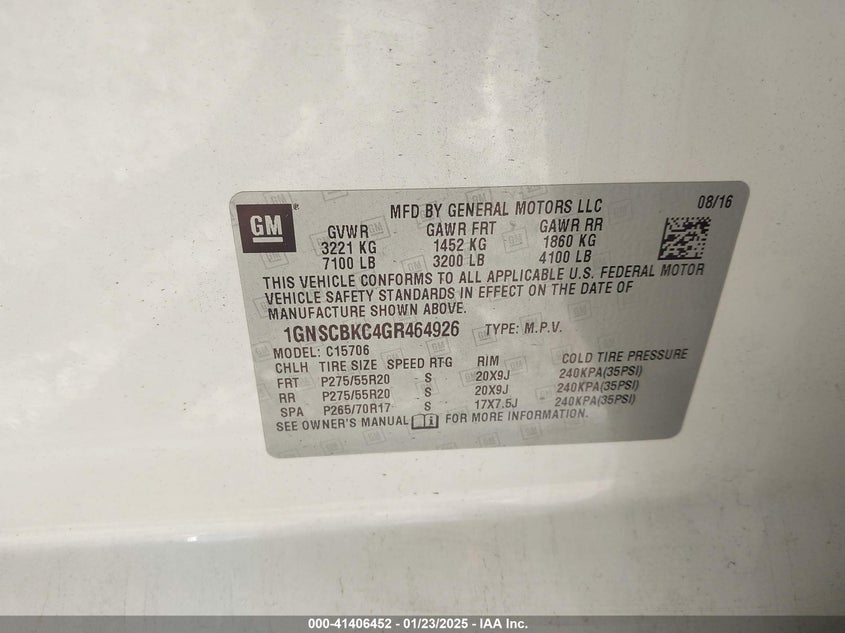 GM®
MFD BY GENERAL MOTORS LLC 08/16
GVWR GAWR FRT GAWR RR
3221 KG 1452 KG 1860 KG
7100 LB 3200 LB 4100 LB
THIS VEHICLE CONFORMS TO ALL APPLICABLE U.S. FEDERAL MOTOR
VEHICLE SAFETY STANDARDS IN EFFECT ON THE DATE OF
MANUFACTURE SHOWN ABOVE.
1GNSCBKC4GR464926 TYPE: M.P.V.
MODEL: C15706
CHLH TIRE SIZE SPEED RTG RIM COLD TIRE PRESSURE
FRT P275/55R20 S 20X9J 240KPA(35PSI)
RR P275/55R20 S 20X9J 240KPA(35PSI)
SPA P265/70R17 S 17X7.5J 240KPA(35PSI)
SEE OWNER'S MANUAL FOR MORE INFORMATION.
000-41406452 - 01/23/2025 - IAA Inc.